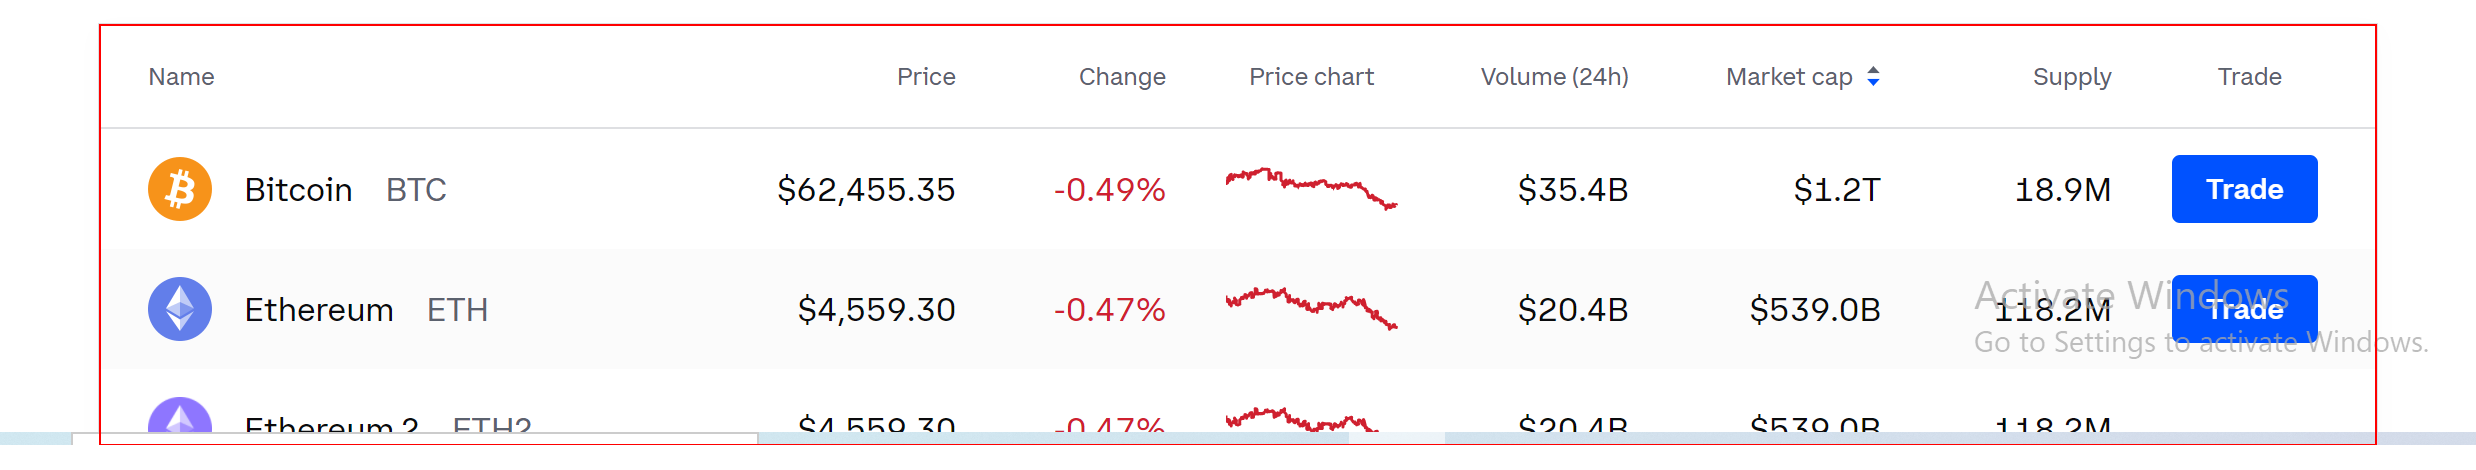 Name Price Change Price chart Volume (24h) Market cap Supply Trade
Bitcoin BTC $62,455.35 -0.49% $35.4B $1.2T 18.9M Trade
Ethereum ETH $4,559.30 -0.47% $20.4B $539.0B 118.2M Trade
Activate Windows
Go to Settings to activate Windows.
Ethereum 2 ETH2 $4,559.30 -0.47% $20.4B $539.0B 118.2M